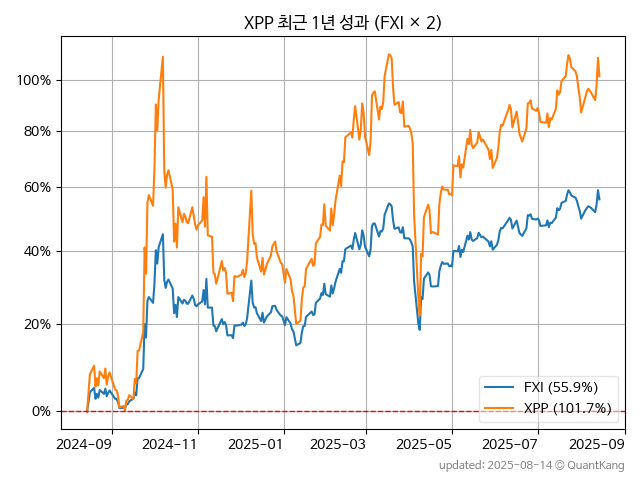 XPP 최근 1년 성과 (FXI × 2)
100%
80%
60%
40%
20%
0%
FXI (55.9%)
XPP (101.7%)
2024-09 2024-11 2025-01 2025-03 2025-05 2025-07 2025-09
updated: 2025-08-14 © QuantKang